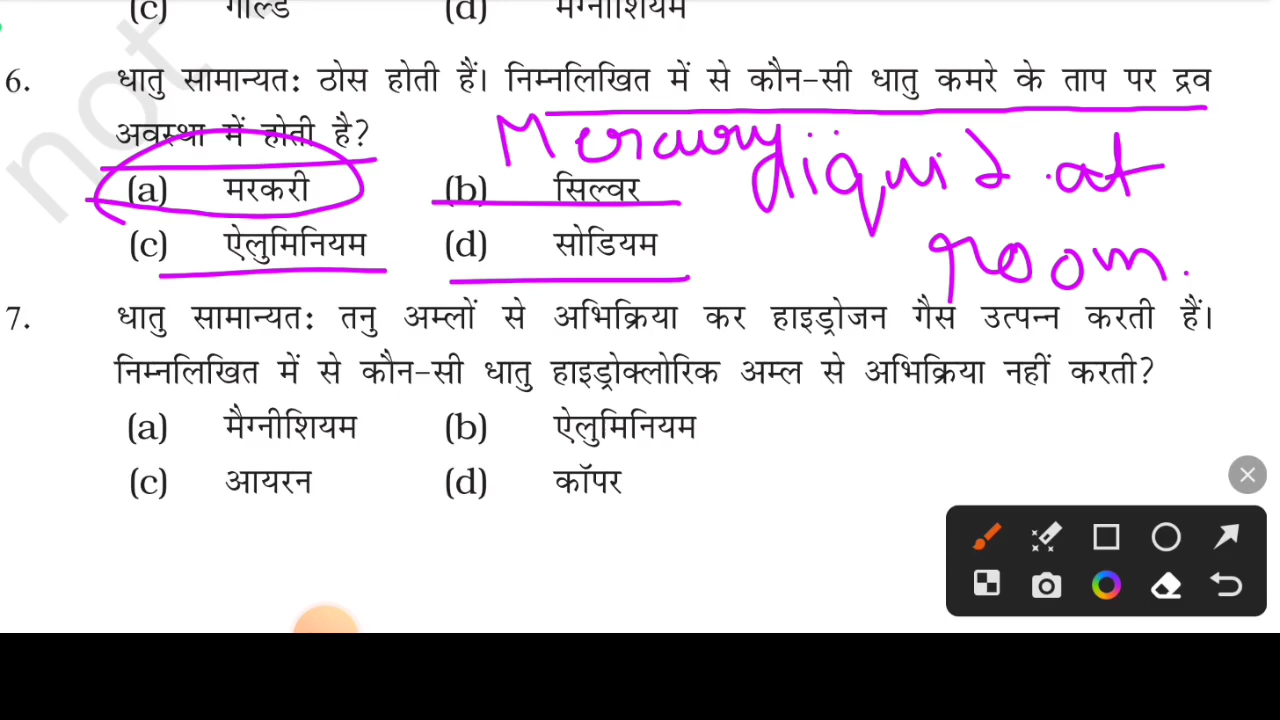 (c) गोल्ड (d) मैग्नीशियम
6. धातु सामान्यत: ठोस होती हैं। निम्नलिखित में से कौन-सी धातु कमरे के ताप पर द्रव
अवस्था में होती है?
Mercury liquid at
room.
(a) मरकरी (b) सिल्वर
(c) ऐलुमिनियम (d) सोडियम
7. धातु सामान्यत: तनु अम्लों से अभिक्रिया कर हाइड्रोजन गैस उत्पन्न करती हैं।
निम्नलिखित में से कौन-सी धातु हाइड्रोक्लोरिक अम्ल से अभिक्रिया नहीं करती?
(a) मैग्नीशियम (b) ऐलुमिनियम
(c) आयरन (d) कॉपर
not